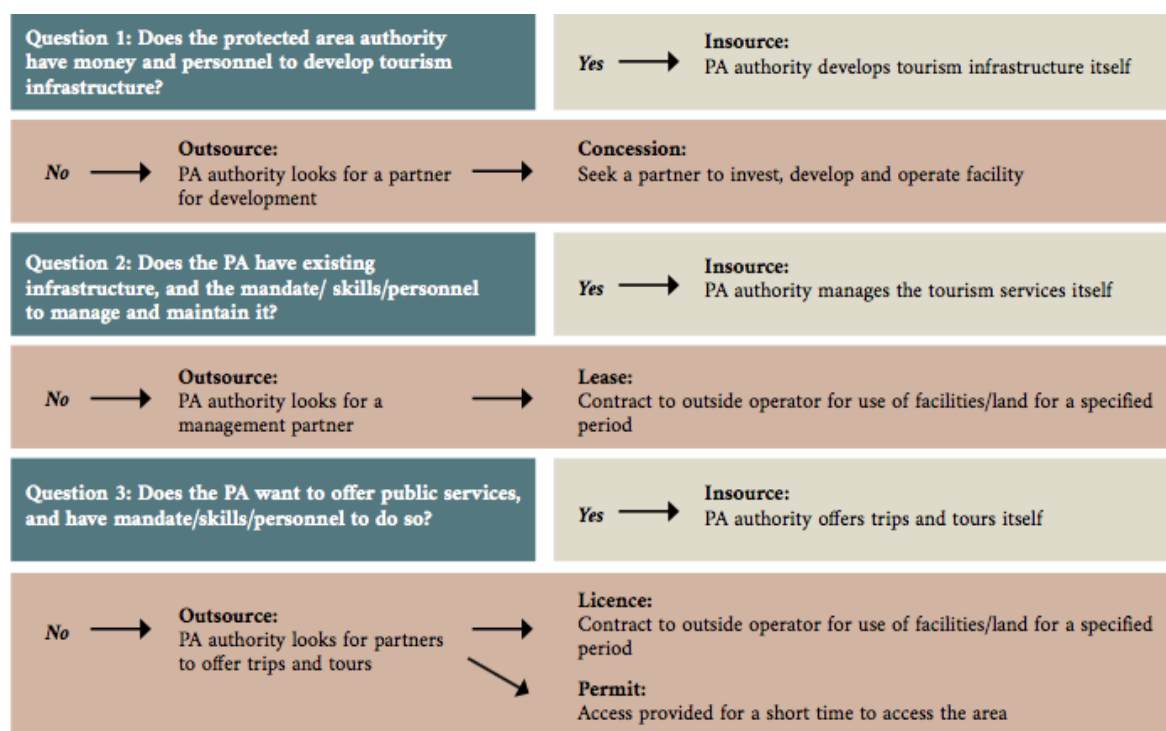 Question 1: Does the protected area authority
have money and personnel to develop tourism
infrastructure?
Yes
Insource:
PA authority develops tourism infrastructure itself
No
Outsource:
PA authority looks for a partner
for development
Concession:
Seek a partner to invest, develop and operate facility
Question 2: Does the PA have existing
infrastructure, and the mandate/ skills/personnel
to manage and maintain it?
Yes
Insource:
PA authority manages the tourism services itself
No
Outsource:
PA authority looks for a
management partner
Lease:
Contract to outside operator for use of facilities/land for a specified
period
Question 3: Does the PA want to offer public services,
and have mandate/skills/personnel to do so?
Yes
Insource:
PA authority offers trips and tours itself
No
Outsource:
PA authority looks for partners
to offer trips and tours
Licence:
Contract to outside operator for use of facilities/land for a specified
period
Permit:
Access provided for a short time to access the area